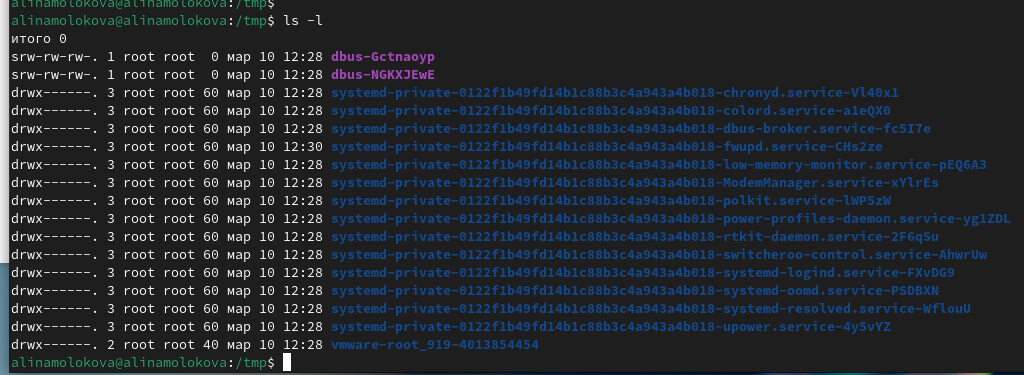 alinamolokova@alinamolokova:/tmp$
alinamolokova@alinamolokova:/tmp$ ls -l
итого 0
srw-rw-rw-. 1 root root  0 мар 10 12:28 dbus-Gctnaoyp
srw-rw-rw-. 1 root root  0 мар 10 12:28 dbus-NGKXJEwE
drwx------. 3 root root 60 мар 10 12:28 systemd-private-0122f1b49fd14b1c88b3c4a943a4b018-chronyd.service-Vl40x1
drwx------. 3 root root 60 мар 10 12:28 systemd-private-0122f1b49fd14b1c88b3c4a943a4b018-colord.service-a1eQX0
drwx------. 3 root root 60 мар 10 12:28 systemd-private-0122f1b49fd14b1c88b3c4a943a4b018-dbus-broker.service-fc5I7e
drwx------. 3 root root 60 мар 10 12:30 systemd-private-0122f1b49fd14b1c88b3c4a943a4b018-fwupd.service-CHs2ze
drwx------. 3 root root 60 мар 10 12:28 systemd-private-0122f1b49fd14b1c88b3c4a943a4b018-low-memory-monitor.service-pEQ6A3
drwx------. 3 root root 60 мар 10 12:28 systemd-private-0122f1b49fd14b1c88b3c4a943a4b018-ModemManager.service-xYlrEs
drwx------. 3 root root 60 мар 10 12:28 systemd-private-0122f1b49fd14b1c88b3c4a943a4b018-polkit.service-lWP5zW
drwx------. 3 root root 60 мар 10 12:28 systemd-private-0122f1b49fd14b1c88b3c4a943a4b018-power-profiles-daemon.service-yg1ZDL
drwx------. 3 root root 60 мар 10 12:28 systemd-private-0122f1b49fd14b1c88b3c4a943a4b018-rtkit-daemon.service-2F6qSu
drwx------. 3 root root 60 мар 10 12:28 systemd-private-0122f1b49fd14b1c88b3c4a943a4b018-switcheroo-control.service-AhwrUw
drwx------. 3 root root 60 мар 10 12:28 systemd-private-0122f1b49fd14b1c88b3c4a943a4b018-systemd-logind.service-FXvDG9
drwx------. 3 root root 60 мар 10 12:28 systemd-private-0122f1b49fd14b1c88b3c4a943a4b018-systemd-oomd.service-PSDBXN
drwx------. 3 root root 60 мар 10 12:28 systemd-private-0122f1b49fd14b1c88b3c4a943a4b018-systemd-resolved.service-WflouU
drwx------. 3 root root 60 мар 10 12:28 systemd-private-0122f1b49fd14b1c88b3c4a943a4b018-upower.service-4y5vYZ
drwx------. 2 root root 40 мар 10 12:28 vmware-root_919-4013854454
alinamolokova@alinamolokova:/tmp$